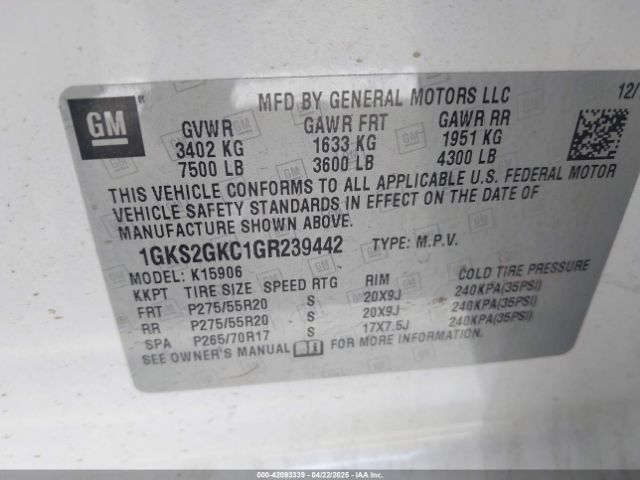 GM
MFD BY GENERAL MOTORS LLC 12/
GVWR GAWR FRT GAWR RR
3402 KG 1633 KG 1951 KG
7500 LB 3600 LB 4300 LB
THIS VEHICLE CONFORMS TO ALL APPLICABLE U.S. FEDERAL MOTOR
VEHICLE SAFETY STANDARDS IN EFFECT ON THE DATE OF
MANUFACTURE SHOWN ABOVE.
1GKS2GKC1GR239442 TYPE: M.P.V.
MODEL: K15906
KKPT TIRE SIZE SPEED RTG RIM COLD TIRE PRESSURE
FRT P275/55R20 S 20X9J 240KPA(35PSI)
RR P275/55R20 S 20X9J 240KPA(35PSI)
SPA P265/70R17 S 17X7.5J 240KPA(35PSI)
SEE OWNER'S MANUAL FOR MORE INFORMATION.
000-42093339 - 04/22/2025 - IAAI.COM